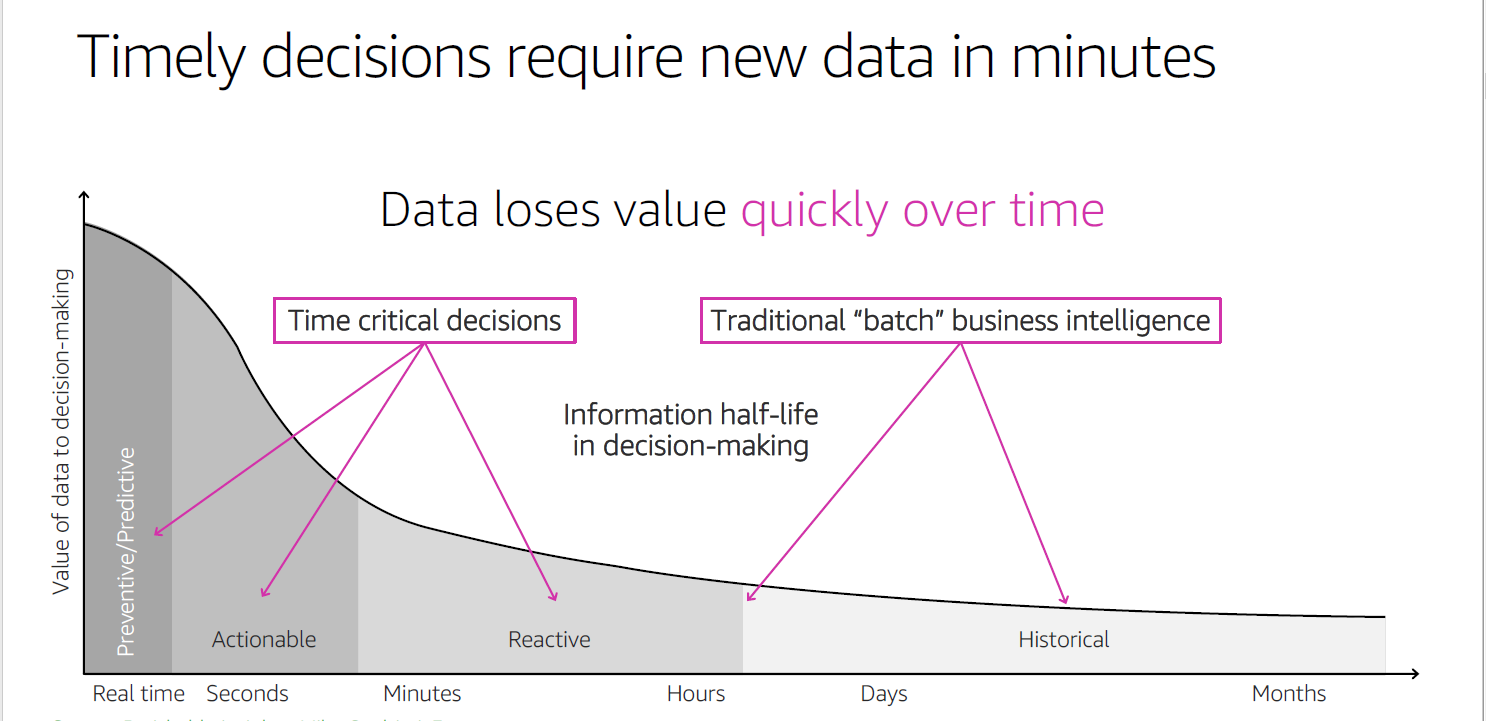 Timely decisions require new data in minutes
Data loses value quickly over time
Value of data to decision-making
Time critical decisions
Traditional “batch” business intelligence
Information half-life
in decision-making
Preventive/Predictive
Actionable
Reactive
Historical
Real time
Seconds
Minutes
Hours
Days
Months